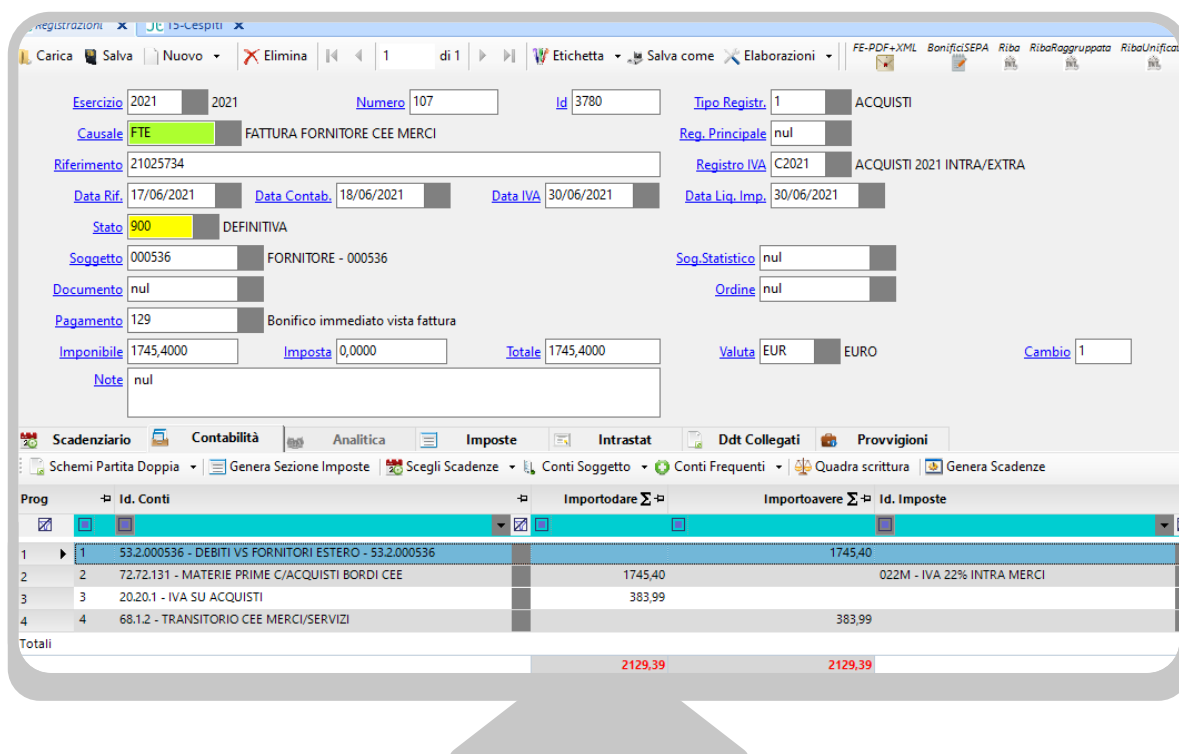 Registrazioni X 15-Cespiti X
Carica Salva Nuovo Elimina 1 di 1 Etichetta Salva come Elaborazioni FE-PDF+XML BonificiSEPA Riba RibaRaggruppata
Esercizio 2021 2021 Numero 107 Id 3780 Tipo Registr. 1 ACQUISTI
Causale FTE FATTURA FORNITORE CEE MERCI Reg. Principale nul
Riferimento 21025734 Registro IVA C2021 ACQUISTI 2021 INTRA/EXTRA
Data Rif. 17/06/2021 Data Contab. 18/06/2021 Data IVA 30/06/2021 Data Liq. Imp. 30/06/2021
Stato 900 DEFINITIVA
Soggetto 000536 FORNITORE - 000536 Sog.Statistico nul
Documento nul Ordine nul
Pagamento 129 Bonifico immediato vista fattura
Imponibile 1745,4000 Imposta 0,0000 Totale 1745,4000 Valuta EUR EURO Cambio 1
Note nul
Scadenziario Contabilità Analitica Imposte Intrastat Ddt Collegati Provvigioni
Schemi Partita Doppia Genera Sezione Imposte Scegli Scadenze Conti Soggetto Conti Frequenti Quadra scrittura Genera Scadenze
Prog Id. Conti Importodare Σ Importoavere Σ Id. Imposte
1 1 53.2.000536 - DEBITI VS FORNITORI ESTERO - 53.2.000536 1745,40
2 2 72.72.131 - MATERIE PRIME C/ACQUISTI BORDI CEE 1745,40 022M - IVA 22% INTRA MERCI
3 3 20.20.1 - IVA SU ACQUISTI 383,99
4 4 68.1.2 - TRANSITORIO CEE MERCI/SERVIZI 383,99
Totali
2129,39 2129,39